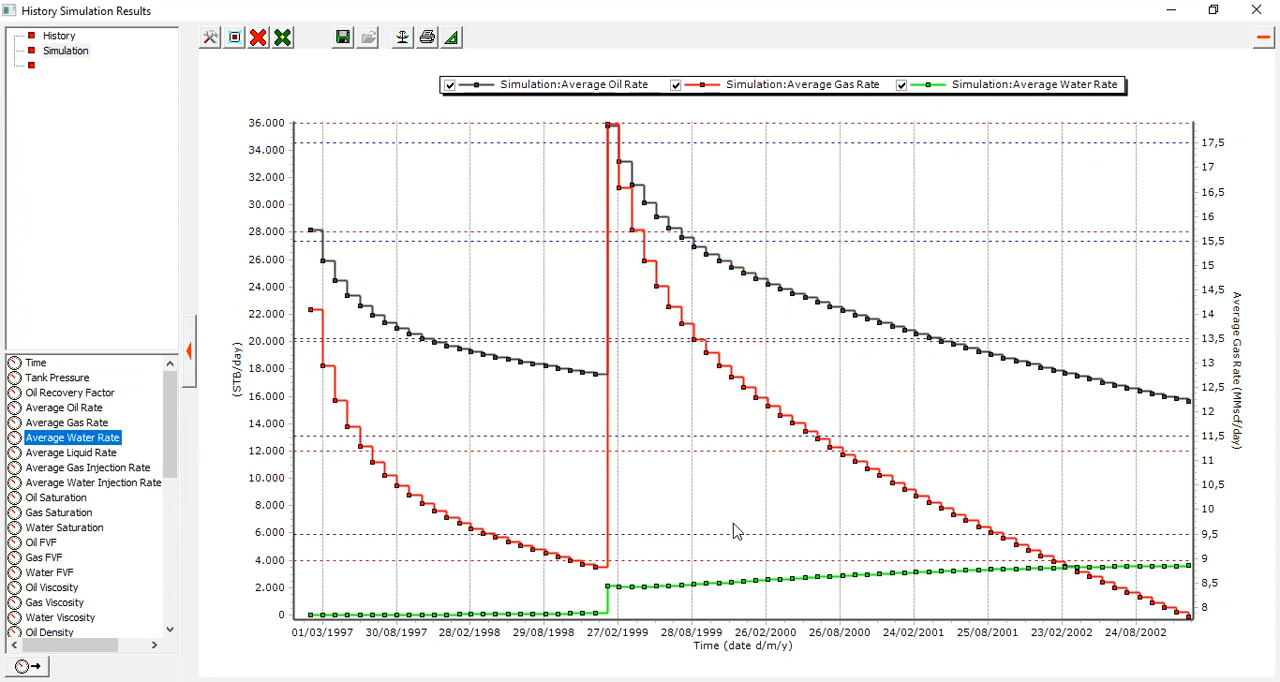 History Simulation Results
History
Simulation
Time
Tank Pressure
Oil Recovery Factor
Average Oil Rate
Average Gas Rate
Average Water Rate
Average Liquid Rate
Average Gas Injection Rate
Average Water Injection Rate
Oil Saturation
Gas Saturation
Water Saturation
Oil FVF
Gas FVF
Water FVF
Oil Viscosity
Gas Viscosity
Water Viscosity
Oil Density
Simulation:Average Oil Rate Simulation:Average Gas Rate Simulation:Average Water Rate
36.000
34.000
32.000
30.000
28.000
26.000
24.000
22.000
20.000
18.000
16.000
14.000
12.000
10.000
8.000
6.000
4.000
2.000
0
(STB/day)
17,5
17
16,5
16
15,5
15
14,5
14
13,5
13
12,5
12
11,5
11
10,5
10
9,5
9
8,5
8
Average Gas Rate (MMscf/day)
01/03/1997 30/08/1997 28/02/1998 29/08/1998 27/02/1999 28/08/1999 26/02/2000 26/08/2000 24/02/2001 25/08/2001 23/02/2002 24/08/2002
Time (date d/m/y)